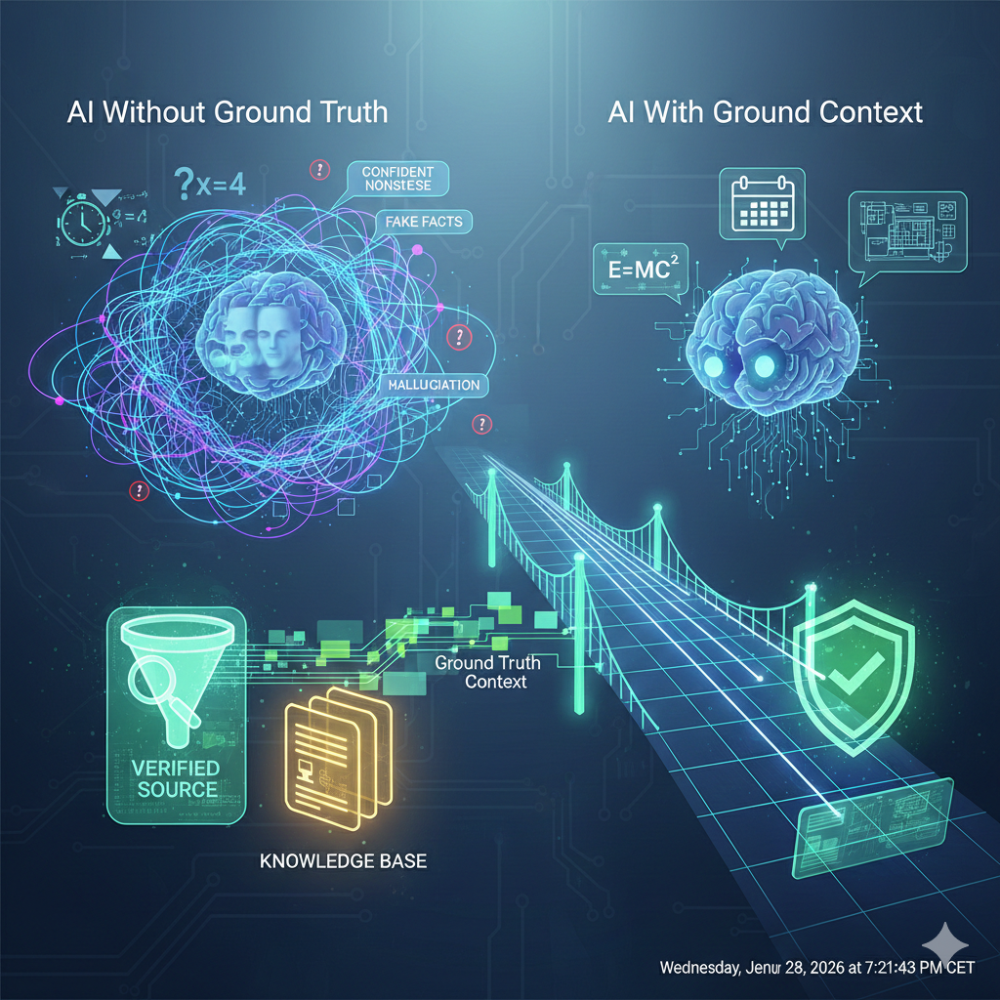 AI Without Ground Truth
AI With Ground Context
?x=4
?
CONFIDENT
NONSTESE
FAKE FACTS
E=MC²
?
MALLUGIATION
?
?
Ground Truth
Context
VERIFIED
SOURCE
KNOWLEDGE BASE
Wednesday, Jenur 28, 2026 at 7:21:43 PM CET